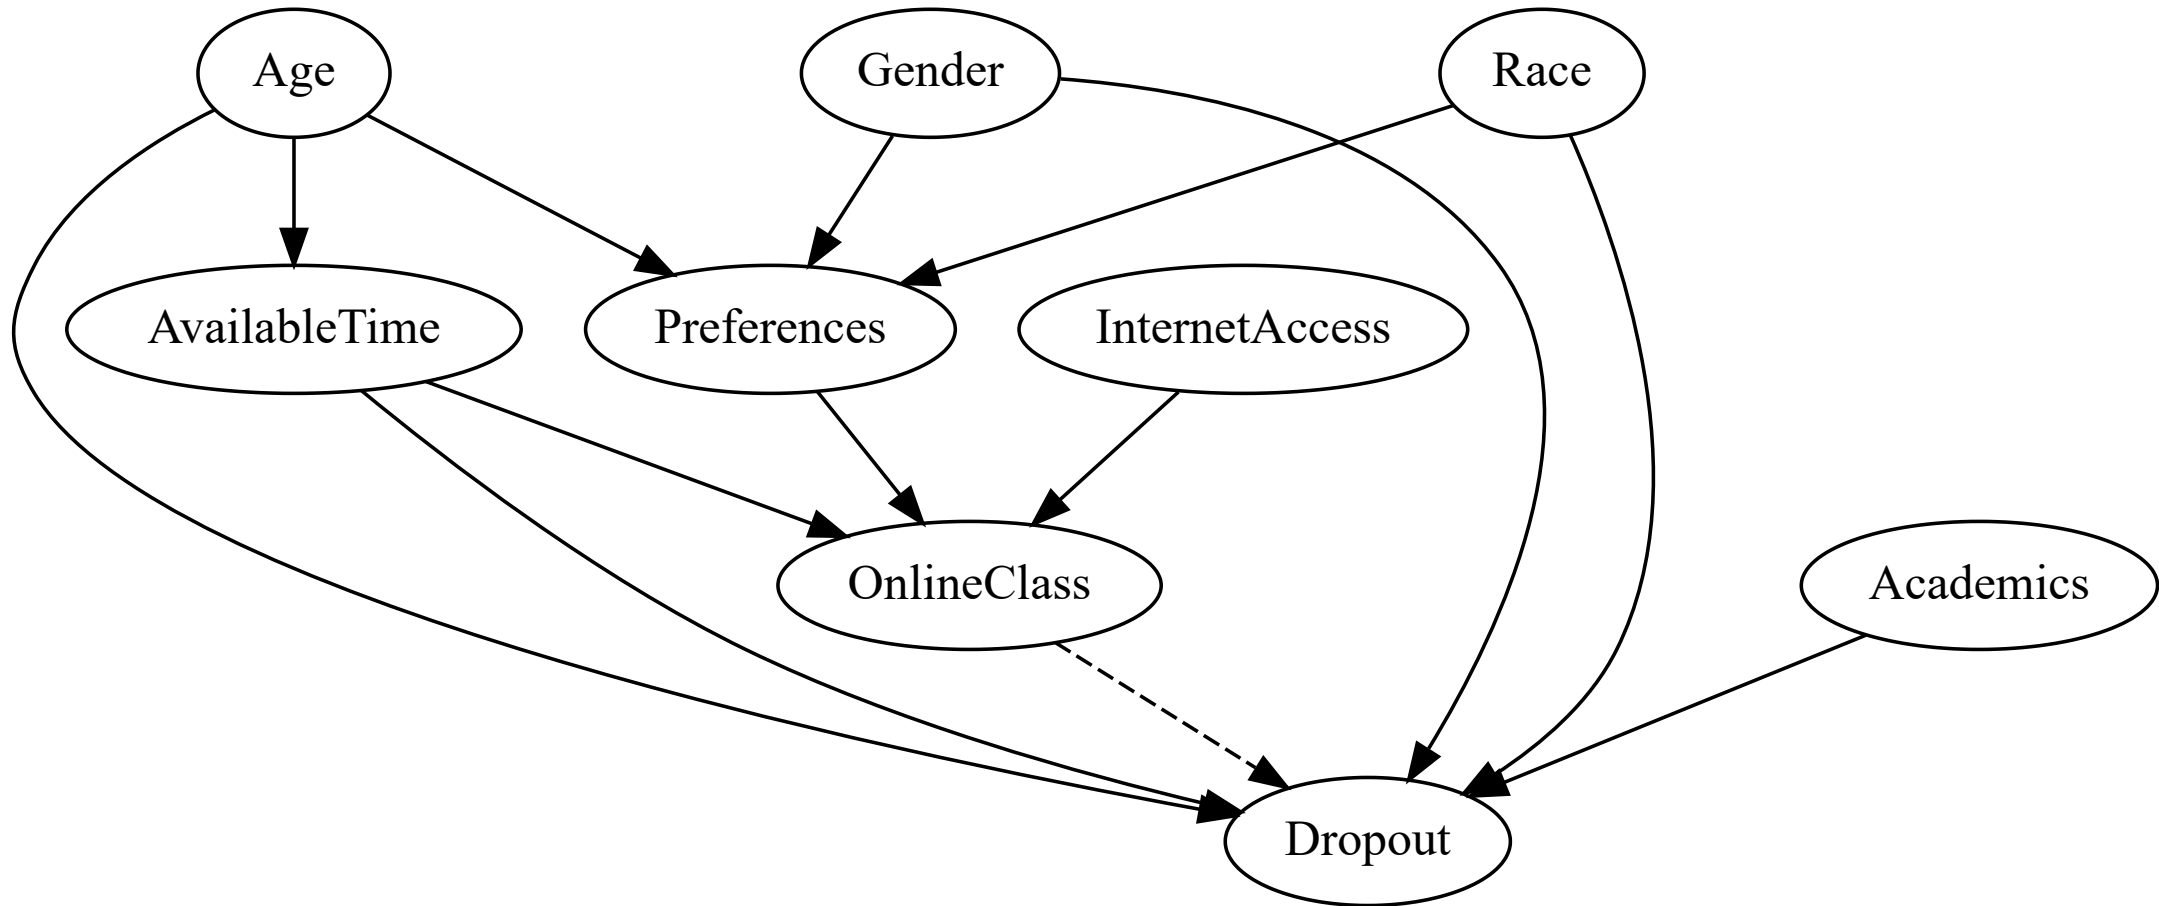 Age
Gender
Race
AvailableTime
Preferences
InternetAccess
OnlineClass
Academics
Dropout